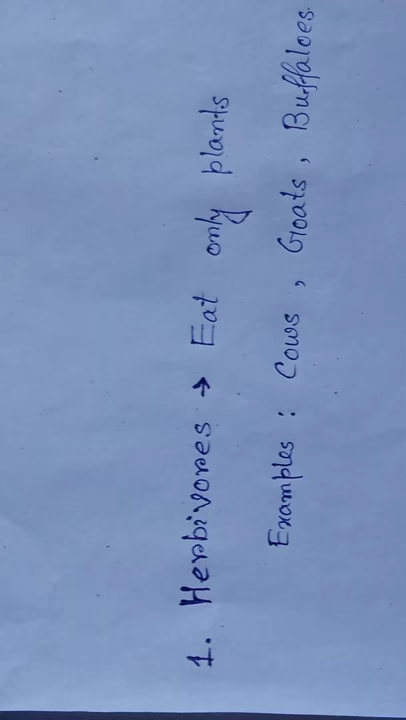 1. Herbivores → Eat only plants
Examples : Cows , Goats , Buffaloes.